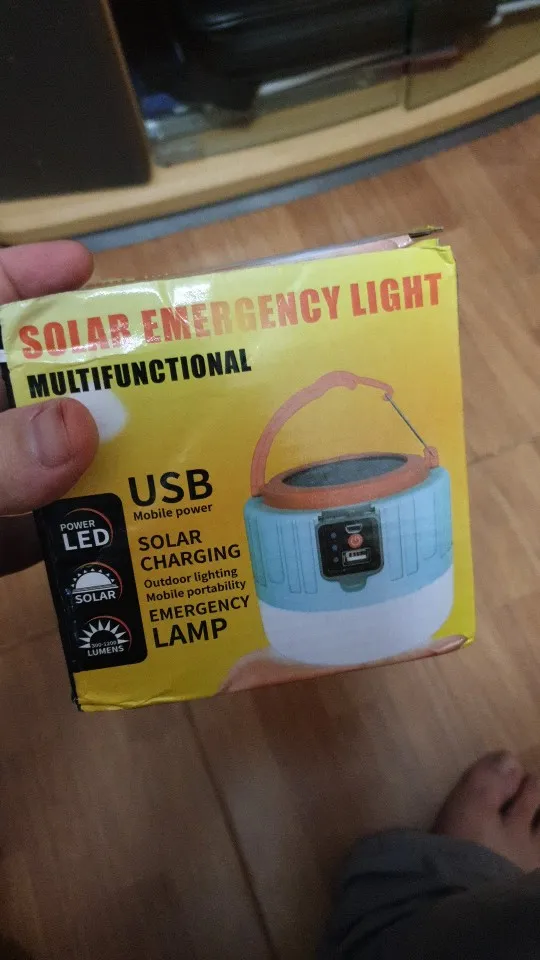 SOLAR EMERGENCY LIGHT
MULTIFUNCTIONAL
USB
Mobile power
SOLAR
CHARGING
Outdoor lighting
Mobile portability
EMERGENCY
LAMP
POWER
LED
SOLAR
LUMENS